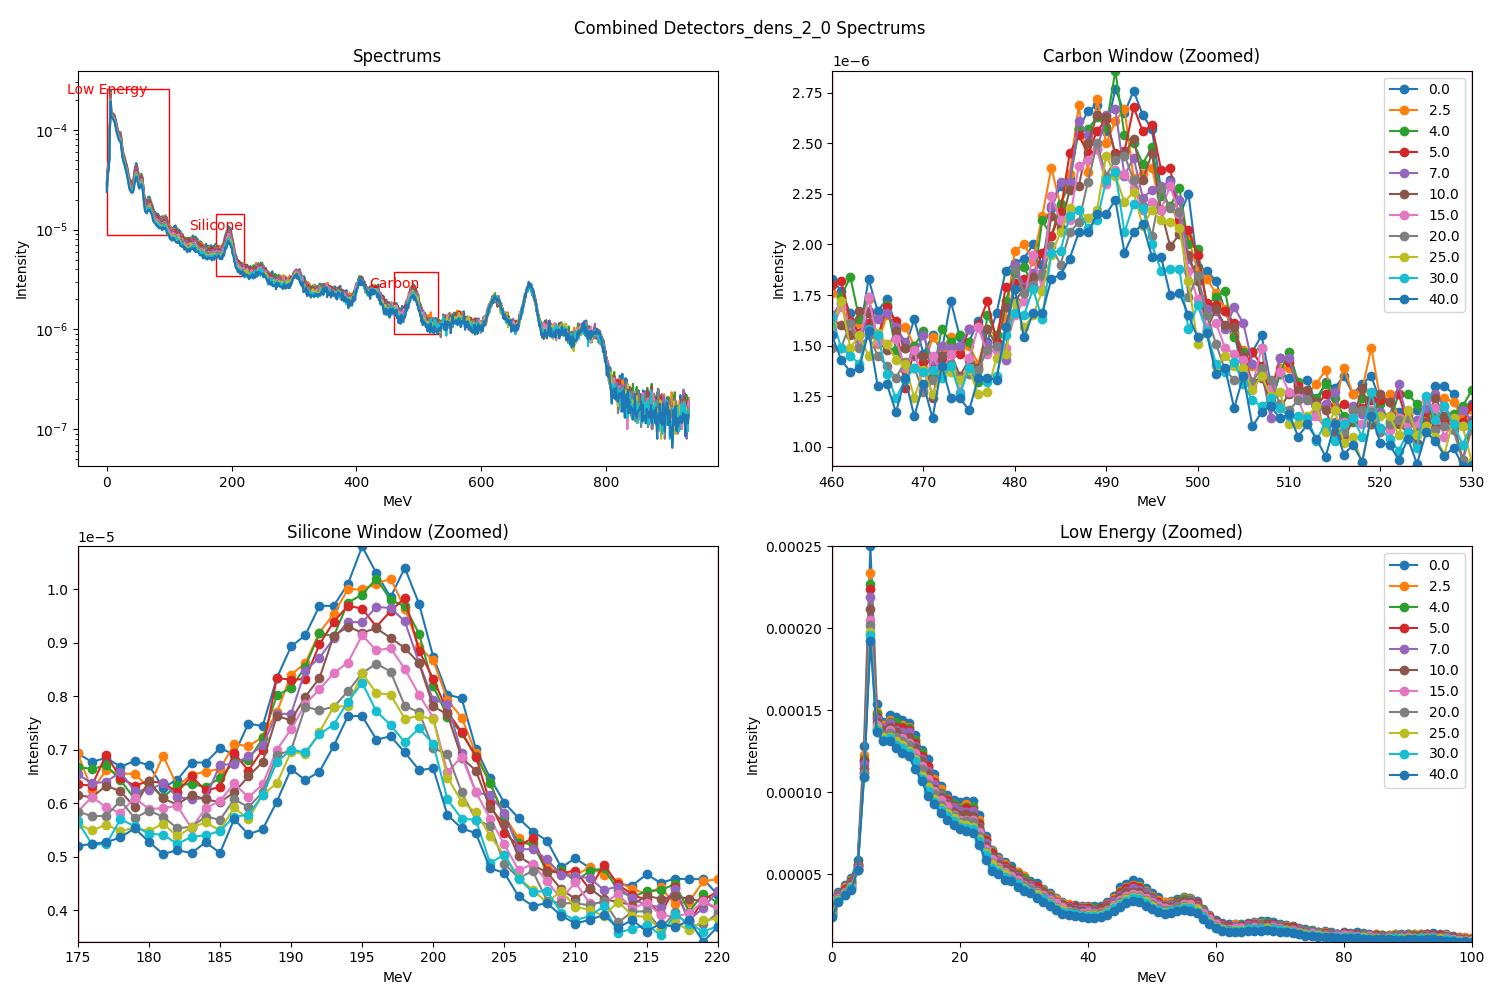 Combined Detectors_dens_2_0 Spectrums
Spectrums
Low Energy
Silicone
Carbon
10⁻⁴
10⁻⁵
10⁻⁶
10⁻⁷
Intensity
0 200 400 600 800
MeV
Carbon Window (Zoomed)
1e−6
2.75
2.50
2.25
2.00
1.75
1.50
1.25
1.00
Intensity
460 470 480 490 500 510 520 530
MeV
0.0
2.5
4.0
5.0
7.0
10.0
15.0
20.0
25.0
30.0
40.0
Silicone Window (Zoomed)
1e−5
1.0
0.9
0.8
0.7
0.6
0.5
0.4
Intensity
175 180 185 190 195 200 205 210 215 220
MeV
Low Energy (Zoomed)
0.00025
0.00020
0.00015
0.00010
0.00005
Intensity
0 20 40 60 80 100
MeV
0.0
2.5
4.0
5.0
7.0
10.0
15.0
20.0
25.0
30.0
40.0